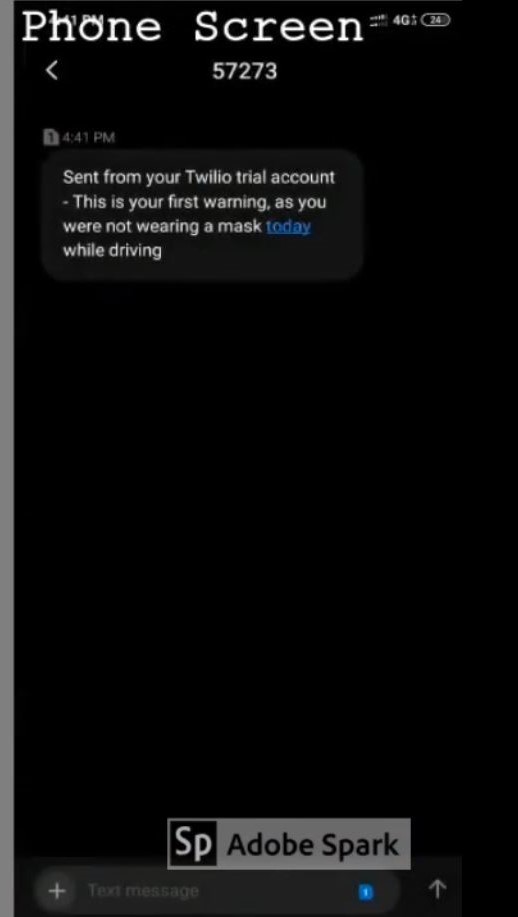 Phone Screen
4G 24
57273
1 4:41 PM
Sent from your Twilio trial account
- This is your first warning, as you
were not wearing a mask today
while driving
Sp Adobe Spark
Text message
1